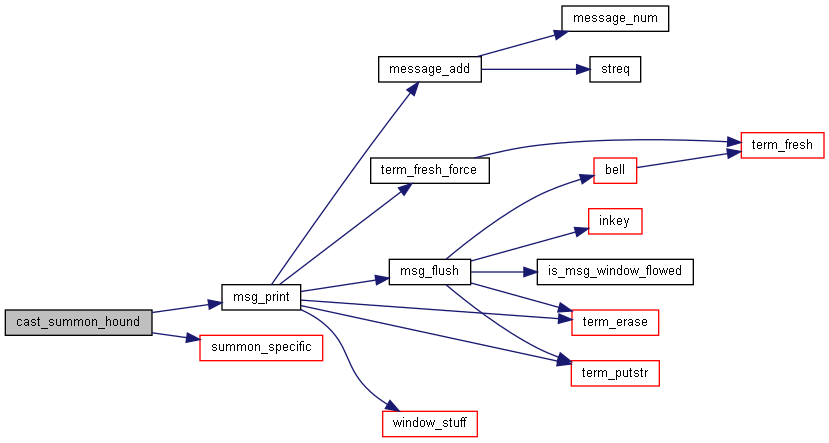 message_num
message_add
streq
term_fresh
term_fresh_force
bell
inkey
msg_flush
is_msg_window_flowed
msg_print
cast_summon_hound
term_erase
summon_specific
term_putstr
window_stuff